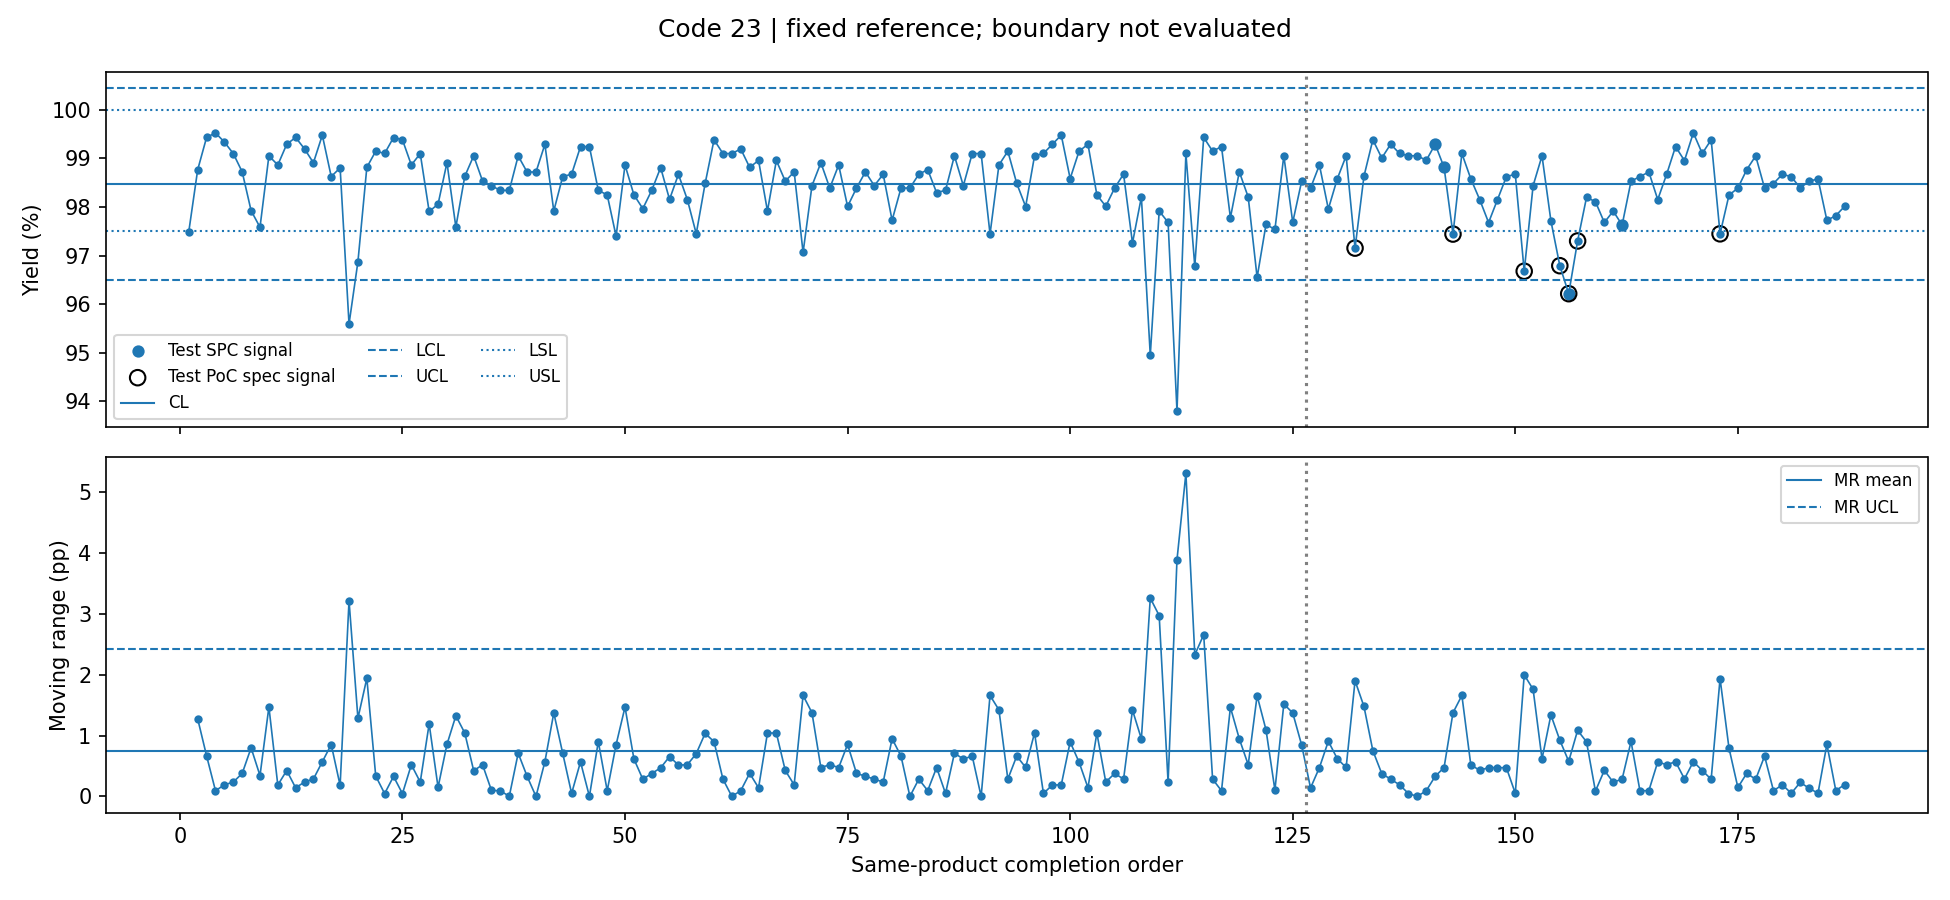 Code 23 | fixed reference; boundary not evaluated
Yield (%)
100
99
98
97
96
95
94
Test SPC signal
Test PoC spec signal
CL
LCL
UCL
LSL
USL
Moving range (pp)
5
4
3
2
1
0
MR mean
MR UCL
0 25 50 75 100 125 150 175
Same-product completion order